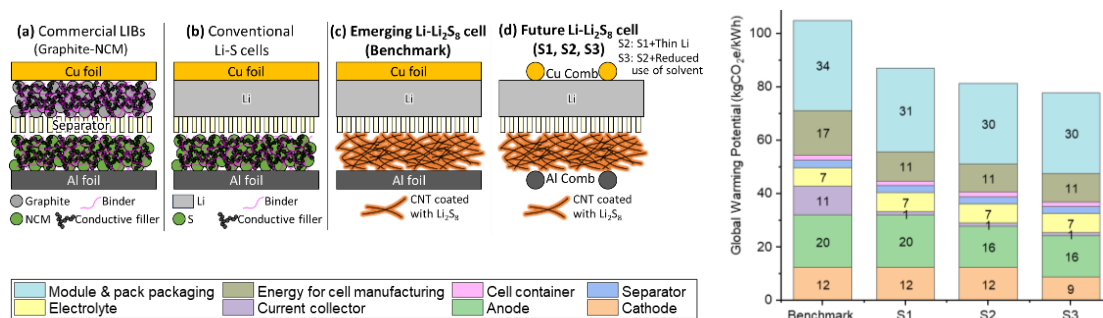 (a) Commercial LIBs
(Graphite-NCM)
Cu foil
Separator
Al foil
Graphite
Binder
NCM
Conductive filler
(b) Conventional
Li-S cells
Cu foil
Li
Al foil
Li
Binder
S
Conductive filler
(c) Emerging Li-Li₂S₈ cell
(Benchmark)
Cu foil
Li
Al foil
CNT coated
with Li₂S₈
(d) Future Li-Li₂S₈ cell
(S1, S2, S3)
S2: S1+Thin Li
S3: S2+Reduced
use of solvent
Cu Comb
Li
Al Comb
CNT coated
with Li₂S₈
Module & pack packaging
Energy for cell manufacturing
Cell container
Separator
Electrolyte
Current collector
Anode
Cathode
Global Warming Potential (kgCO₂e/kWh)
100
80
60
40
20
0
34
17
7
11
20
12
31
11
7
1
20
12
30
11
7
1
16
12
30
11
7
1
16
9
Benchmark
S1
S2
S3